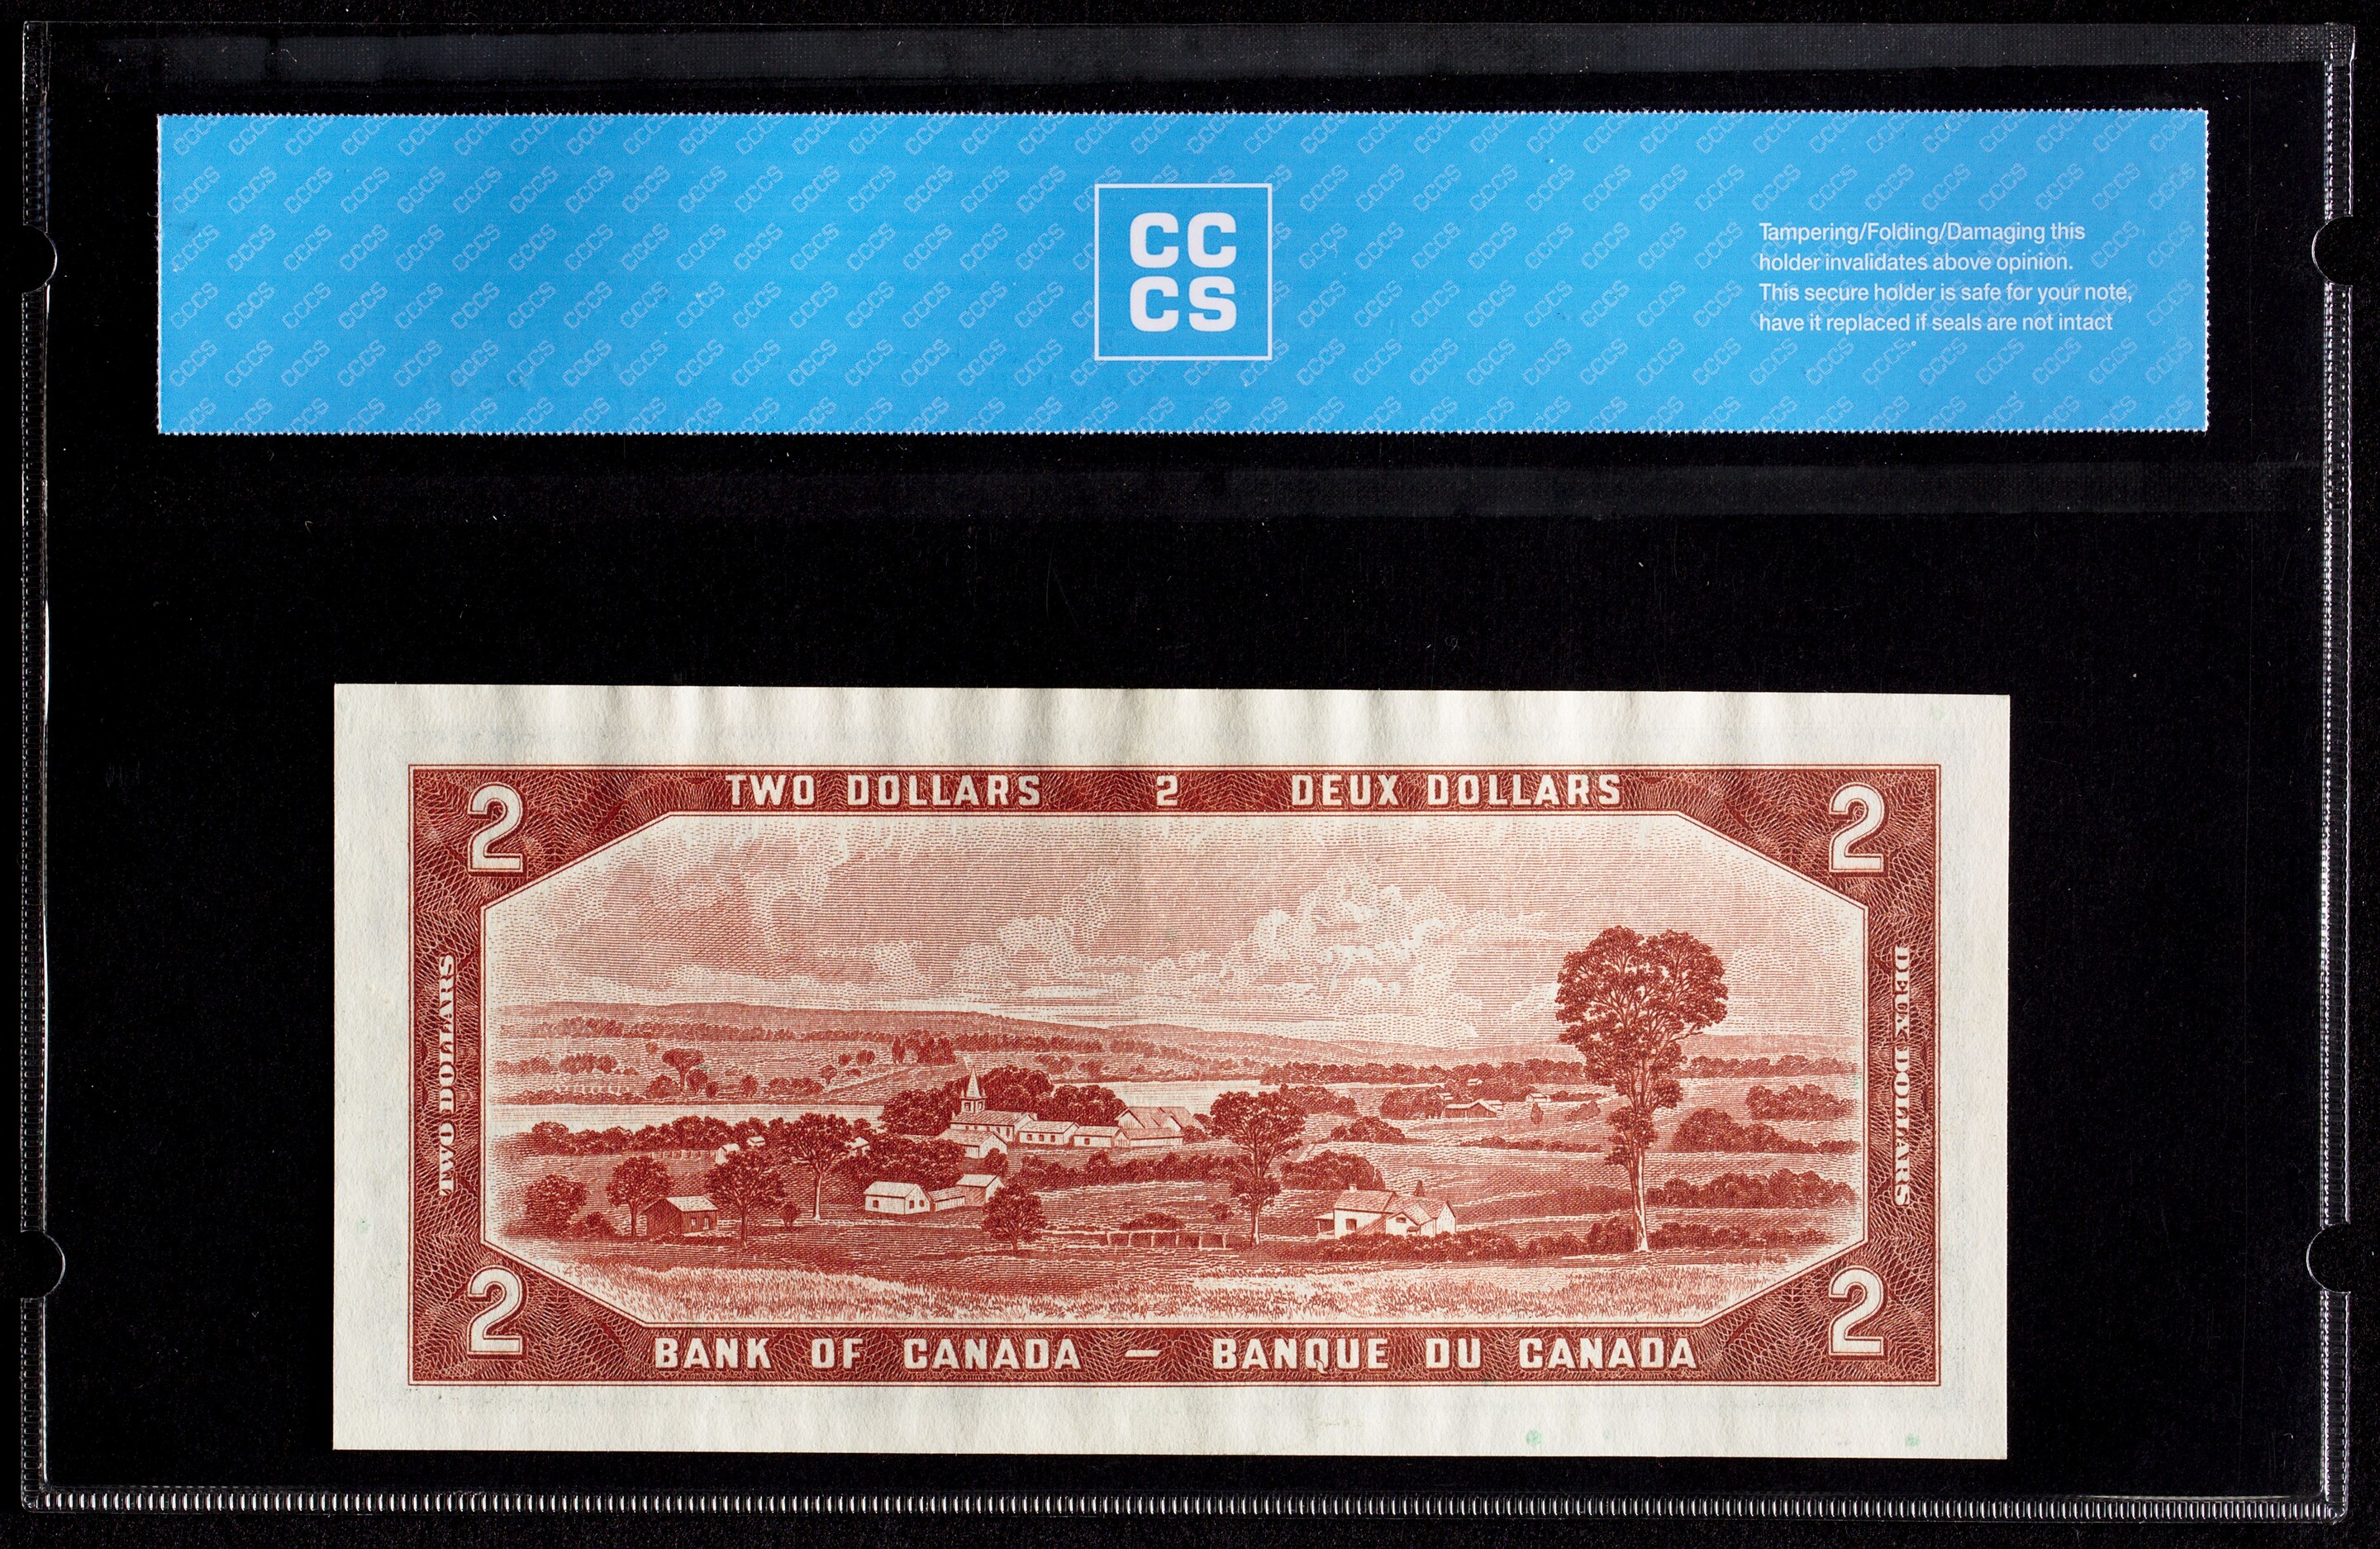 CC
CS
Tampering/Folding/Damaging this
holder invalidates above opinion.
This secure holder is safe for your note,
have it replaced if seals are not intact
2 TWO DOLLARS 2 DEUX DOLLARS 2
TWO DOLLARS
DEUX DOLLARS
2 BANK OF CANADA — BANQUE DU CANADA 2